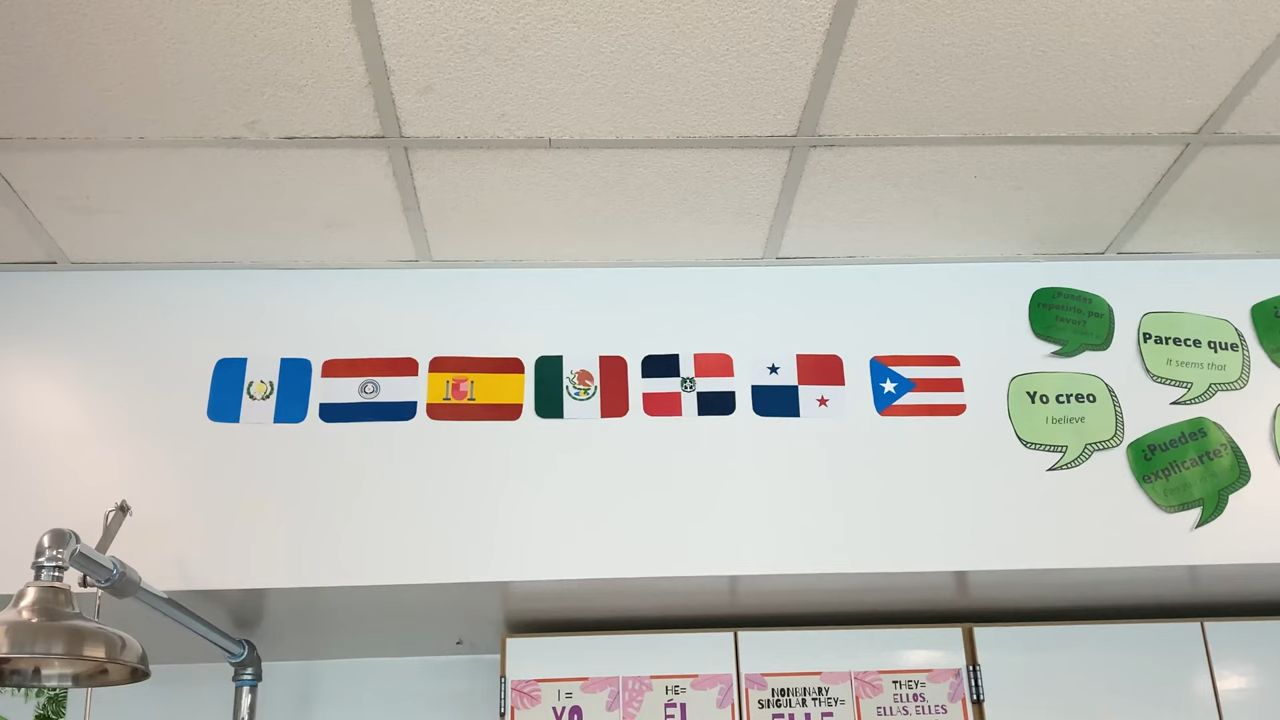 ¿Puedes
repetirlo, por
favor?
Parece que
It seems that
Yo creo
I believe
¿Puedes
explicarte?
I =
YO
HE=
ÉL
NONBINARY
SINGULAR THEY=
ELLE
THEY=
ELLOS,
ELLAS, ELLES